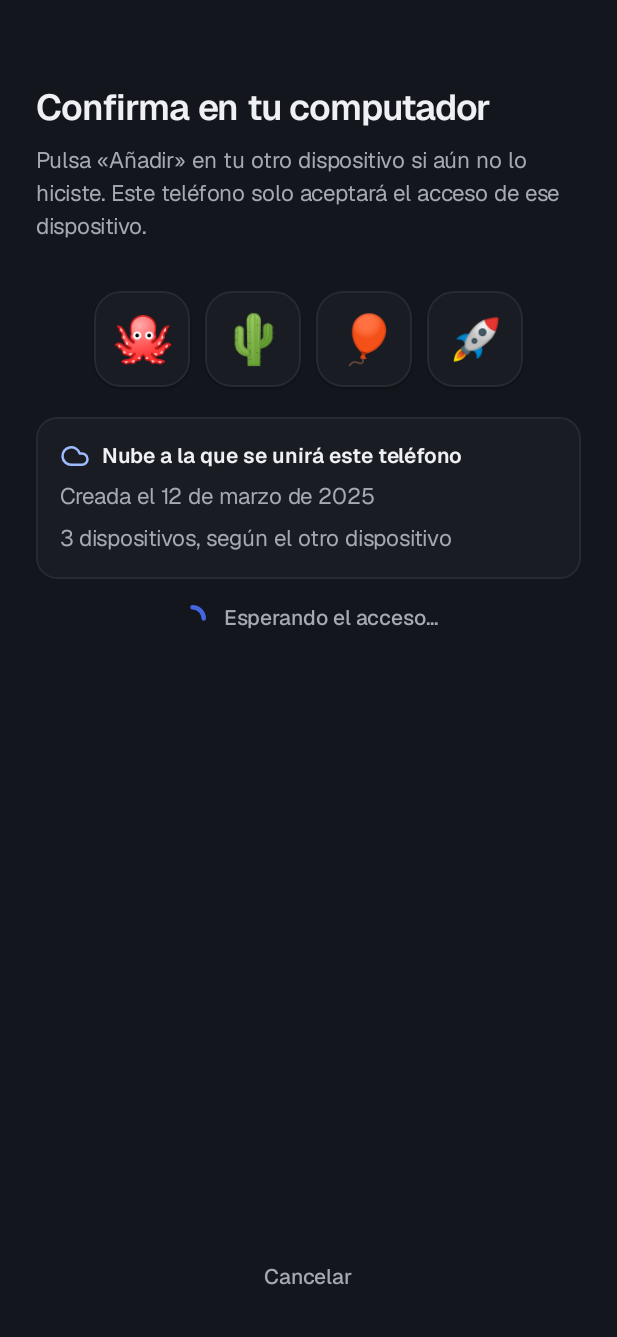 Confirma en tu computador
Pulsa «Añadir» en tu otro dispositivo si aún no lo
hiciste. Este teléfono solo aceptará el acceso de ese
dispositivo.
Nube a la que se unirá este teléfono
Creada el 12 de marzo de 2025
3 dispositivos, según el otro dispositivo
Esperando el acceso…
Cancelar